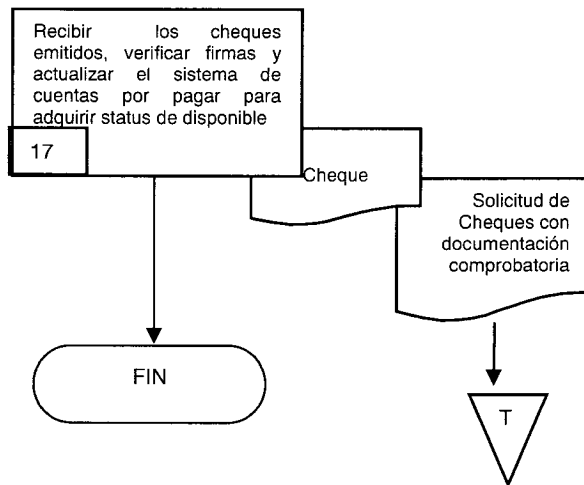 Recibir los cheques
emitidos, verificar firmas y
actualizar el sistema de
cuentas por pagar para
adquirir status de disponible
17
Cheque
Solicitud de
Cheques con
documentación
comprobatoria
FIN
T